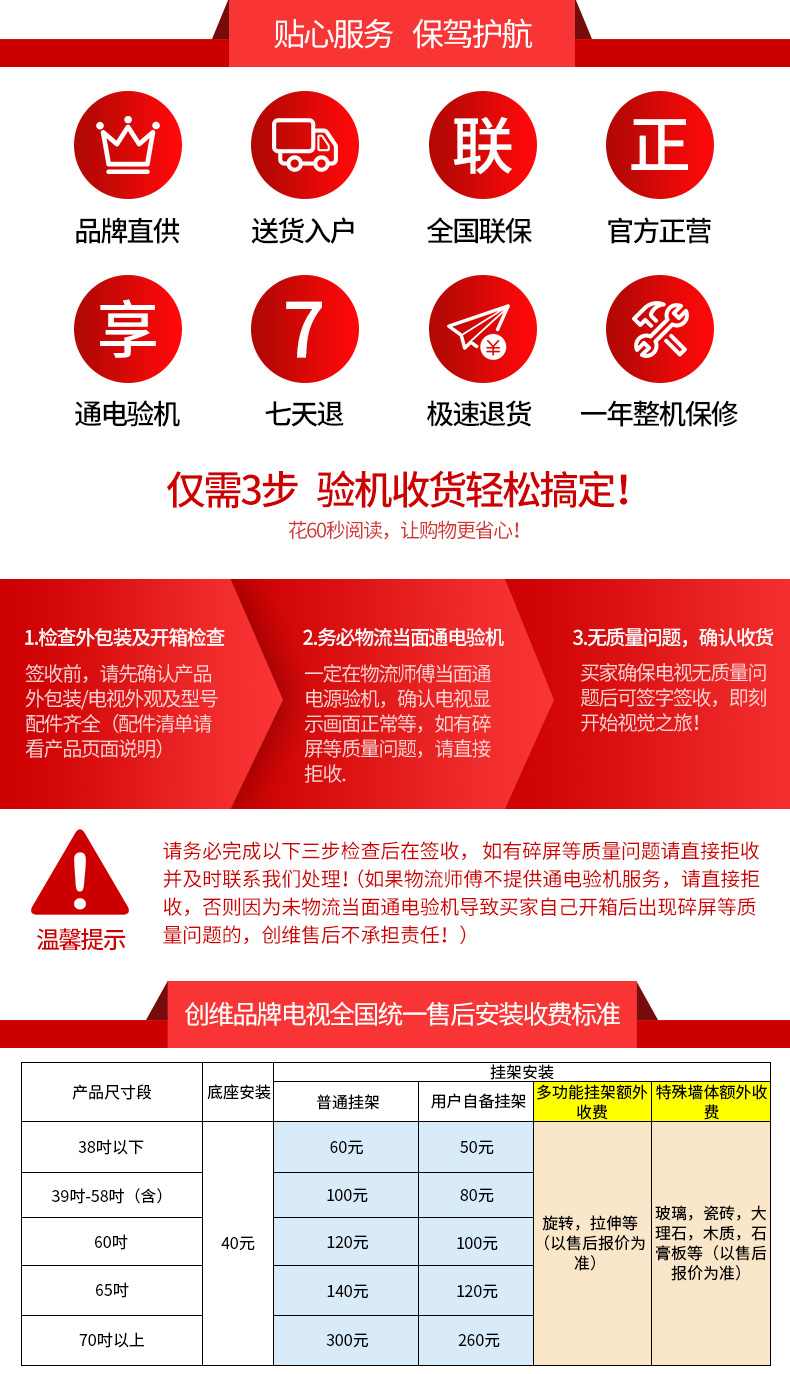 贴心服务 保驾护航
联 正
品牌直供 送货入户 全国联保 官方正营
享 7 ¥
通电验机 七天退 极速退货 一年整机保修
仅需3步 验机收货轻松搞定!
花60秒阅读，让购物更省心!
1.检查外包装及开箱检查
签收前，请先确认产品
外包装/电视外观及型号
配件齐全（配件清单请
看产品页面说明）
2.务必物流当面通电验机
一定在物流师傅当面通
电源验机，确认电视显
示画面正常等，如有碎
屏等质量问题，请直接
拒收.
3.无质量问题，确认收货
买家确保电视无质量问
题后可签字签收，即刻
开始视觉之旅!
温馨提示
请务必完成以下三步检查后在签收， 如有碎屏等质量问题请直接拒收
并及时联系我们处理!（如果物流师傅不提供通电验机服务，请直接拒
收，否则因为未物流当面通电验机导致买家自己开箱后出现碎屏等质
量问题的，创维售后不承担责任! ）
创维品牌电视全国统一售后安装收费标准
产品尺寸段 底座安装 挂架安装
普通挂架 用户自备挂架 多功能挂架额外收费 特殊墙体额外收费
38吋以下 60元 50元
39吋-58吋（含） 100元 80元
60吋 40元 120元 100元
65吋 140元 120元
70吋以上 300元 260元
旋转，拉伸等
（以售后报价为
准）
玻璃，瓷砖，大
理石，木质，石
膏板等（以售后
报价为准）